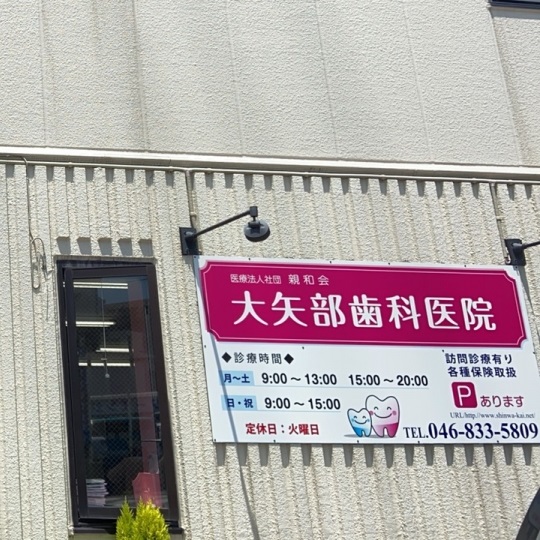 医療法人社団 親和会
大矢部歯科医院
◆診療時間◆
月〜土 9:00〜13:00 15:00〜20:00
日・祝 9:00〜15:00
定休日:火曜日
訪問診療有り
各種保険取扱
P あります
URL/http://www.shinwa-kai.net/
TEL.046-833-5809